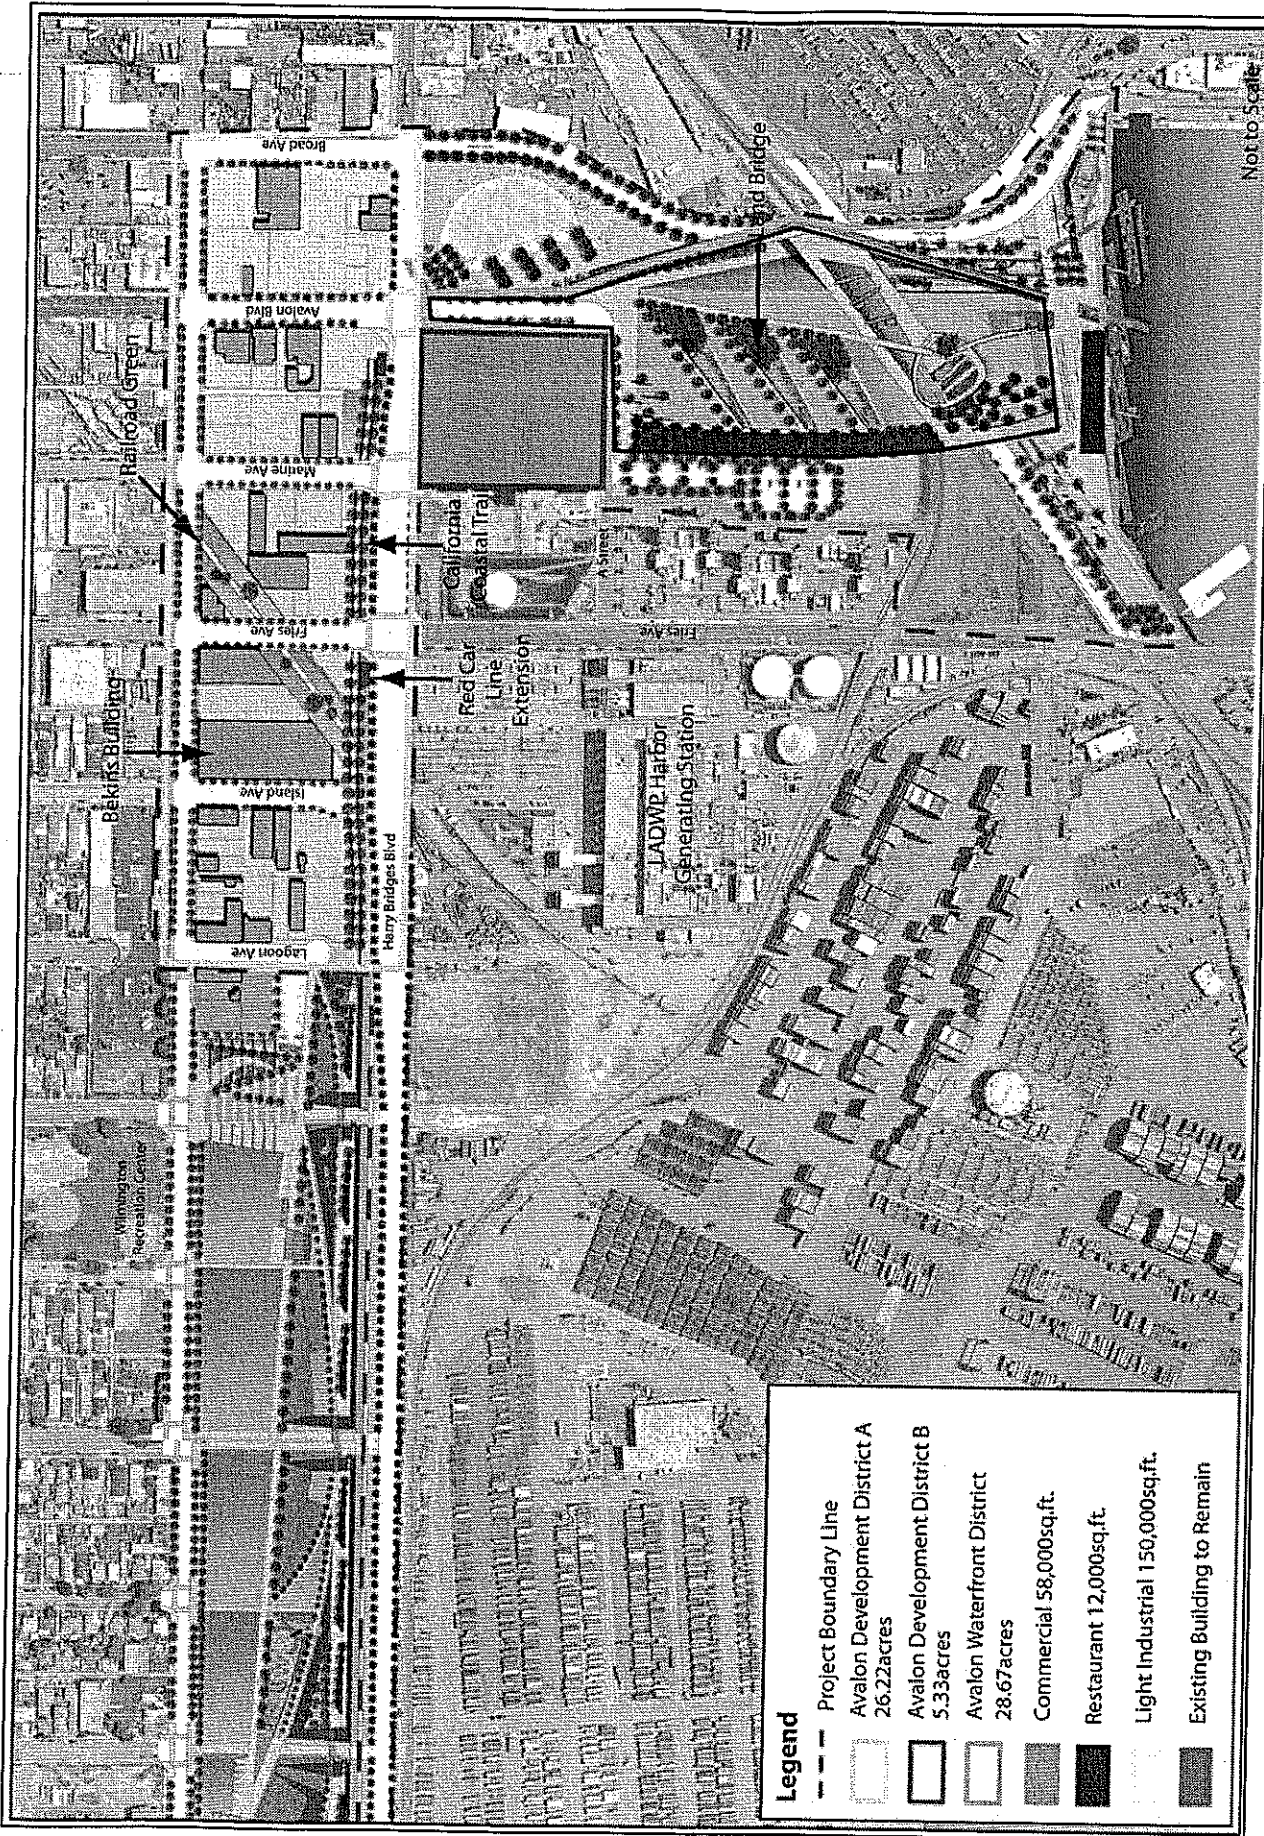 Railroad Green
Bekins Building
Broad Ave
Avalon Blvd
Marine Ave
Fries Ave
Island Ave
Lagoon Ave
Wilmington
Recreation Center
Harry Bridges Blvd
California
Coastal Trail
Red Car
Line
Extension
A Street
Fries Ave
LADWP Harbor
Generating Station
Land Bridge
Not to Scale
Legend
Project Boundary Line
Avalon Development District A
26.22acres
Avalon Development District B
5.33acres
Avalon Waterfront District
28.67acres
Commercial 58,000sq.ft.
Restaurant 12,000sq.ft.
Light Industrial 150,000sq.ft.
Existing Building to Remain